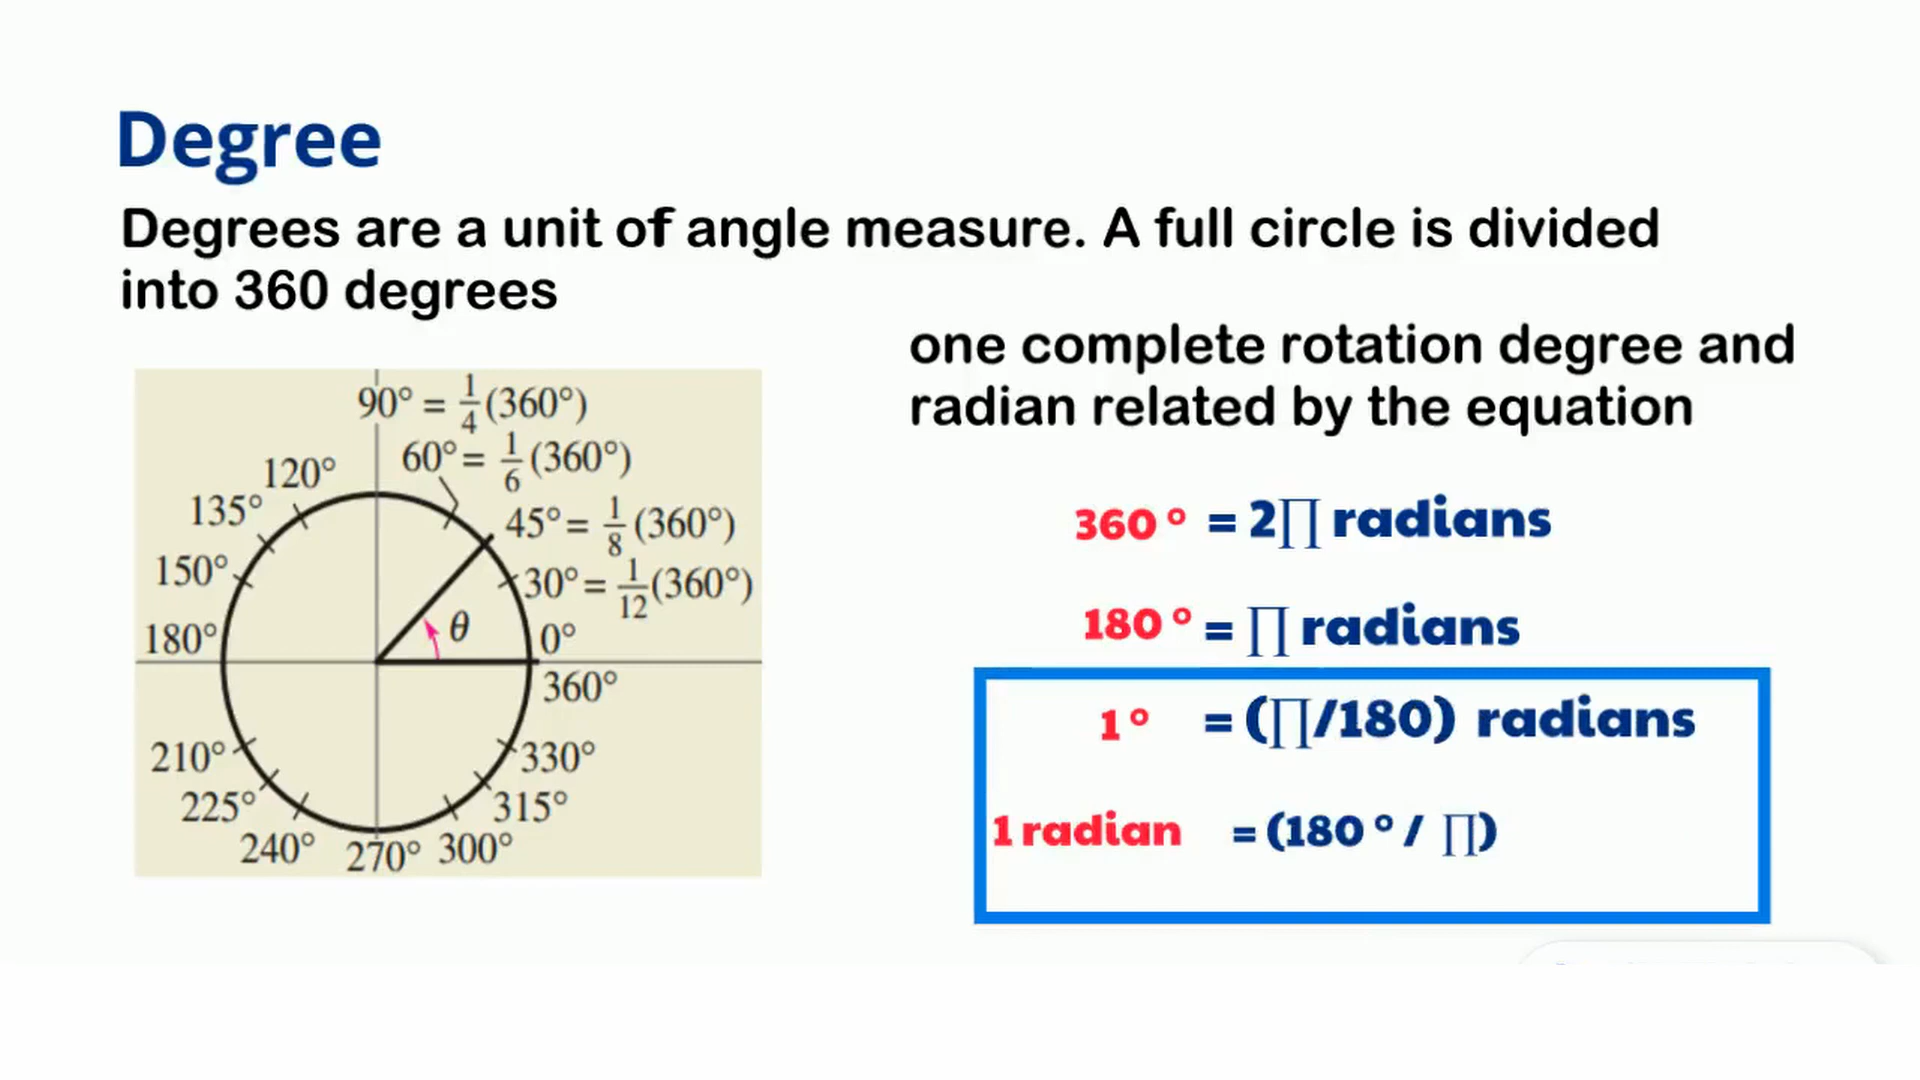 Degree
Degrees are a unit of angle measure. A full circle is divided
into 360 degrees
one complete rotation degree and
radian related by the equation
90° = 1/4 (360°)
60° = 1/6 (360°)
120°
135°
45° = 1/8 (360°)
150°
30° = 1/12 (360°)
180°
θ
0°
360°
210°
330°
225°
315°
240°
270°
300°
360° = 2∏ radians
180° = ∏ radians
1° = (∏/180) radians
1 radian = (180° / ∏)